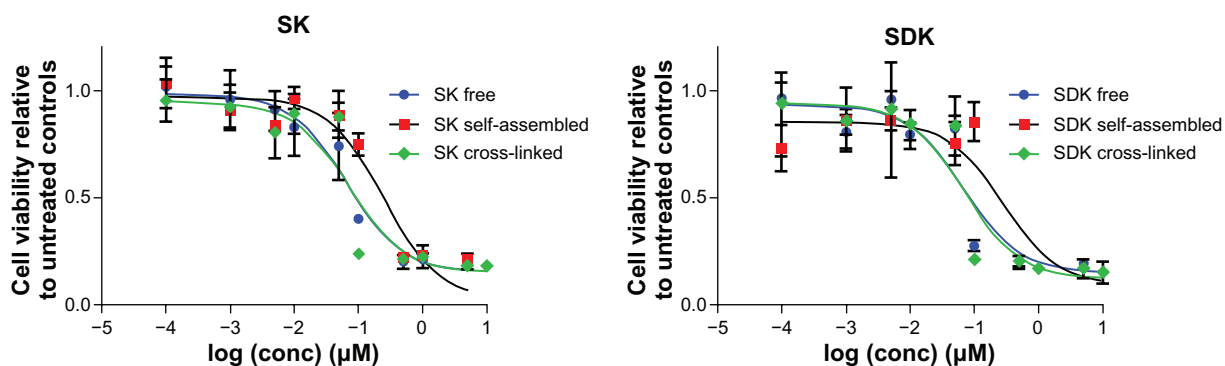 SK
Cell viability relative
to untreated controls
1.0
0.5
0.0
−5
−4
−3
−2
−1
0
1
log (conc) (µM)
SK free
SK self-assembled
SK cross-linked
SDK
Cell viability relative
to untreated controls
1.0
0.5
0.0
−5
−4
−3
−2
−1
0
1
log (conc) (µM)
SDK free
SDK self-assembled
SDK cross-linked